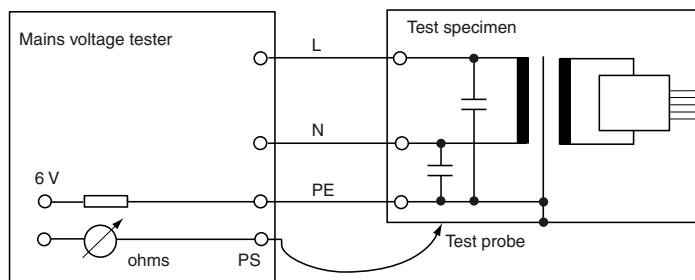 Mains voltage tester
Test specimen
L
N
6 V
PE
ohms
PS
Test probe